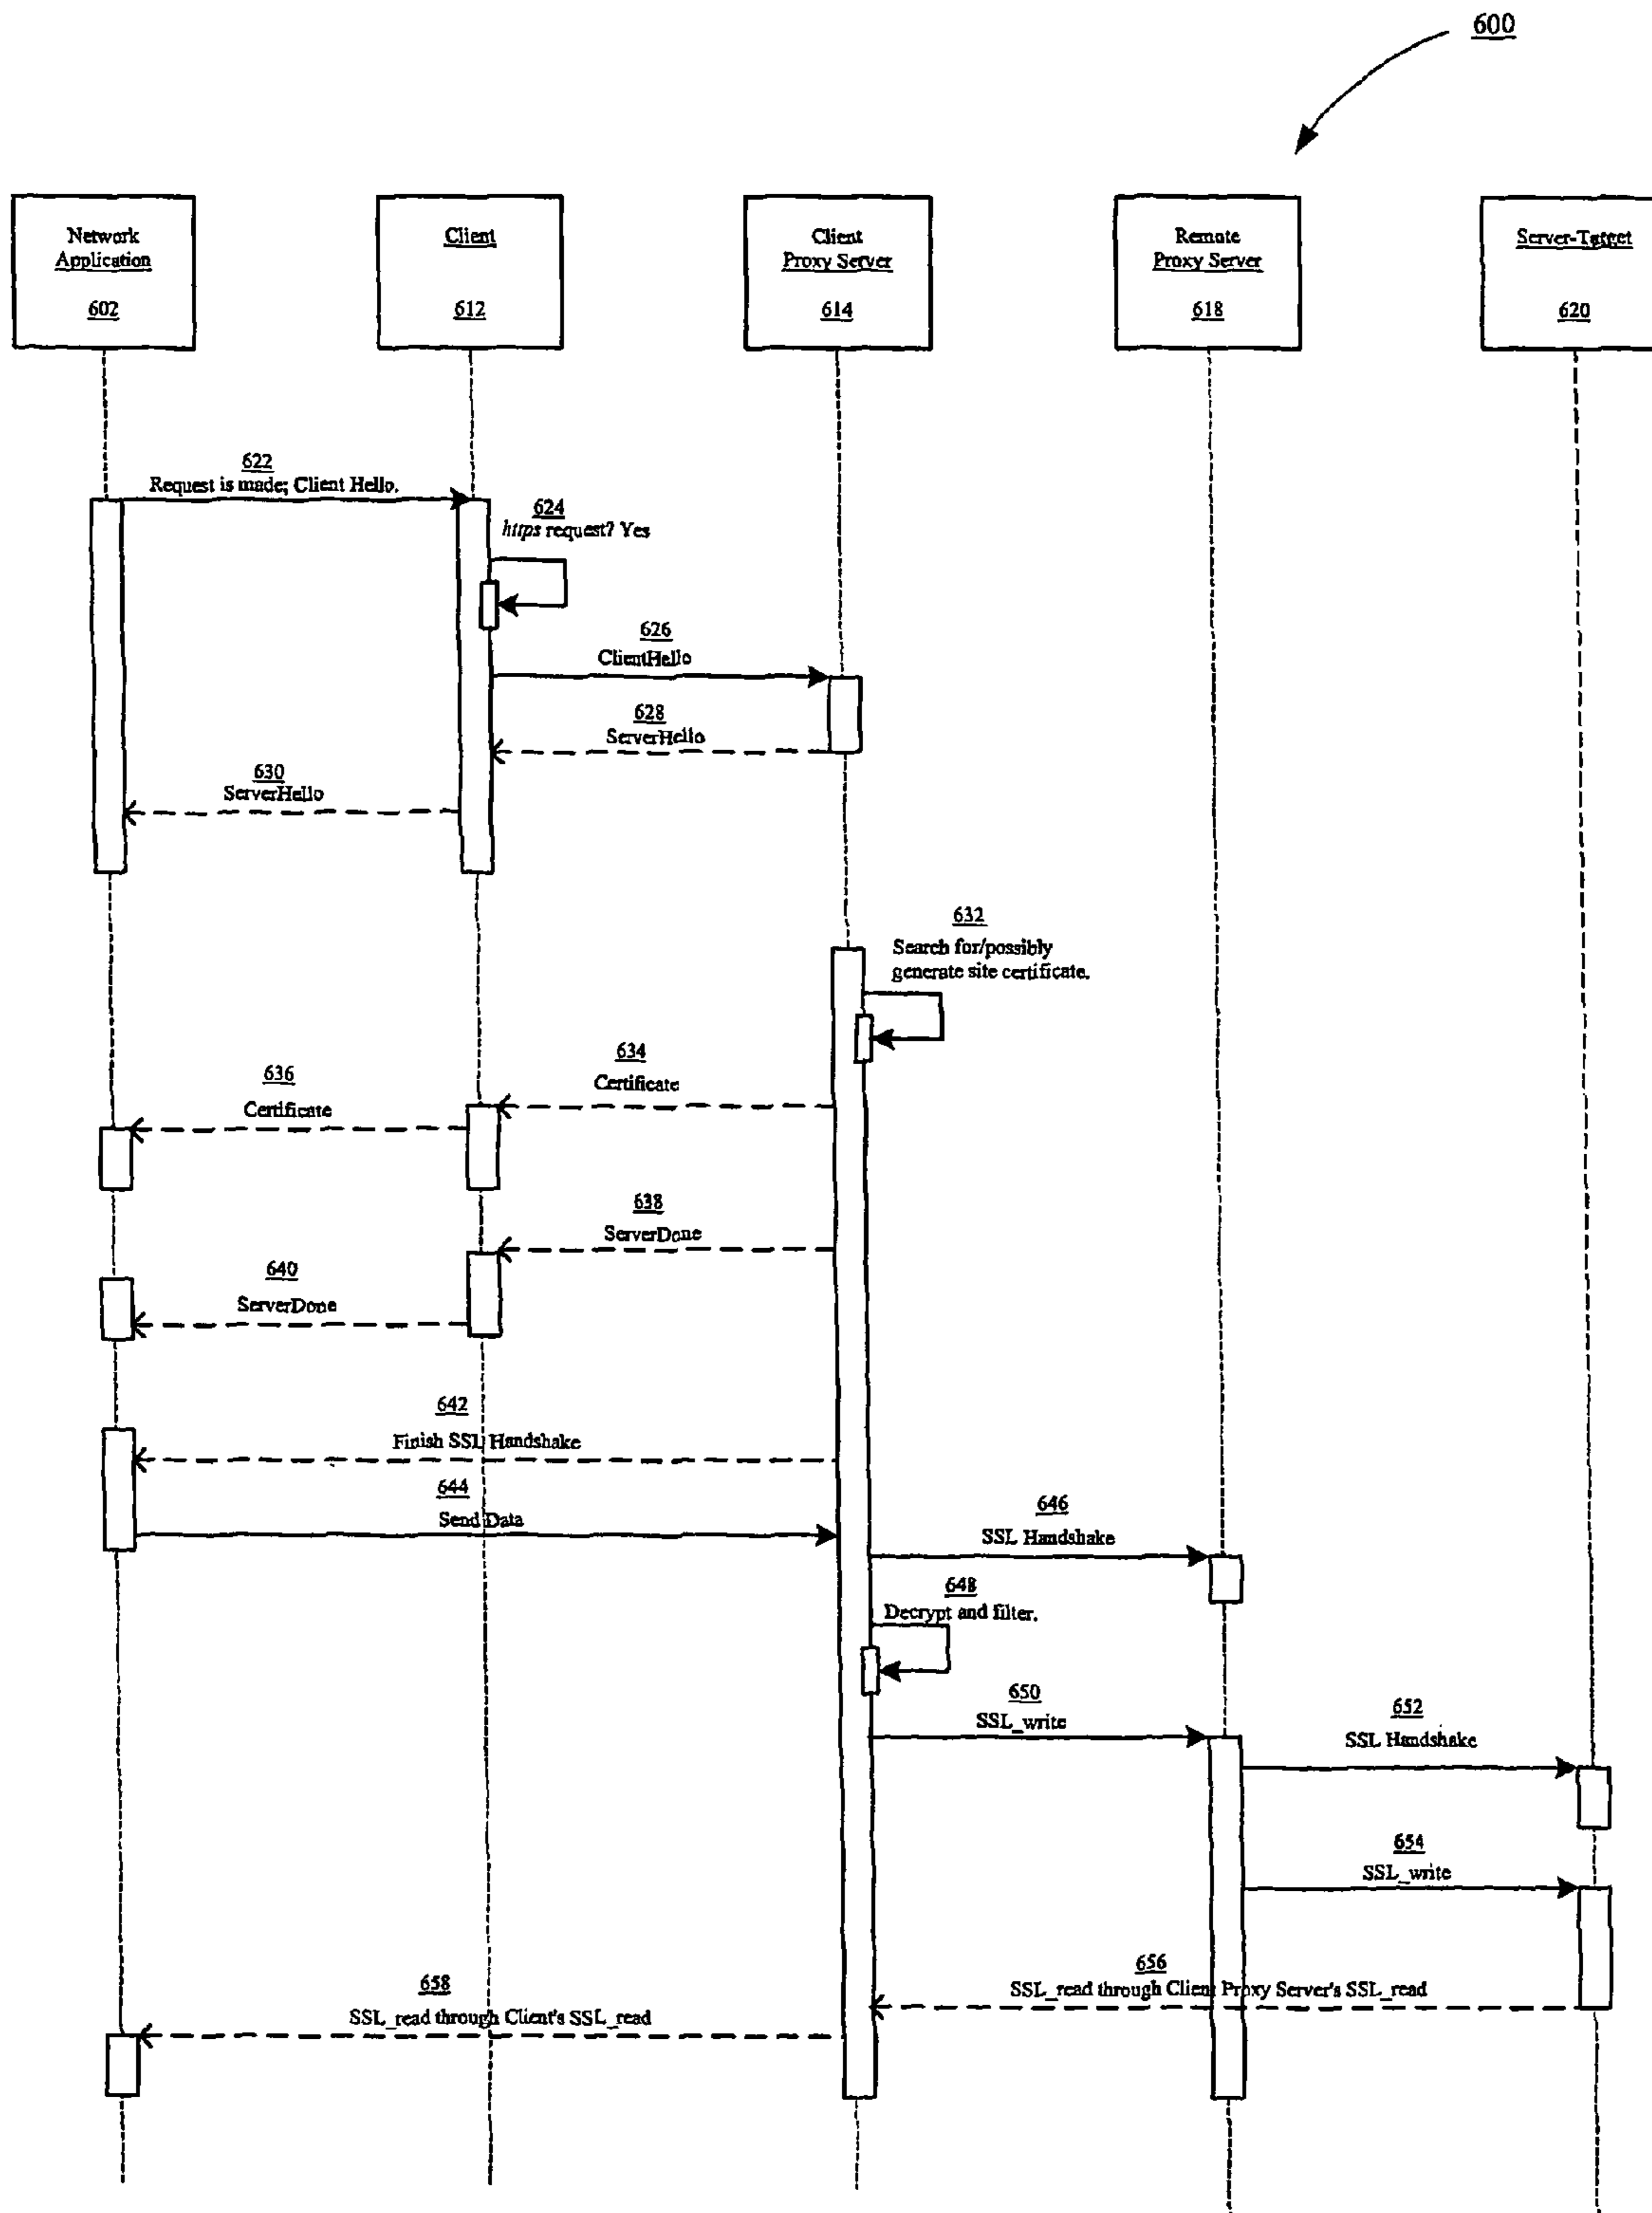 600
Network
Application
602
Client
612
Client
Proxy Server
614
Remote
Proxy Server
618
Server-Target
620
622
Request is made; Client Hello.
624
https request? Yes
626
ClientHello
628
ServerHello
630
ServerHello
632
Search for/possibly
generate site certificate.
634
Certificate
636
Certificate
638
ServerDone
640
ServerDone
642
Finish SSL Handshake
644
Send Data
646
SSL Handshake
648
Decrypt and filter.
650
SSL_write
652
SSL Handshake
654
SSL_write
656
SSL_read through Client Proxy Server's SSL_read
658
SSL_read through Client's SSL_read